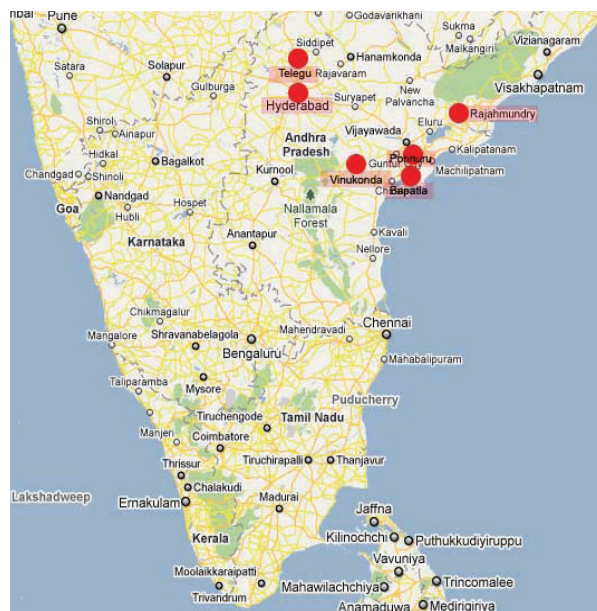 nbai
Pune
Godavarikhani
Siddipet
Sukma
Satara
Solapur
Hanamkonda
Malkangiri
Vizianagaram
Telegu
Rajavaram
Gulburga
New
Palvancha
Visakhapatnam
Hyderabad
Suryapet
Rajahmundry
Shirol
Ainapur
Andhra
Pradesh
Vijayawada
Eluru
Hidkal
Kalipatanam
Chandgad
Shinoli
Bagalkot
Ponnuru
Machilipatnam
Kurnool
Vinukonda
Bapatla
Nandgad
Goa
Hubli
Hospet
Nallamala
Forest
Karnataka
Anantapur
Kavali
Nellore
Chikmagalur
Mangalore
Shravanabelagola
Mahendravadi
Chennai
Bengaluru
Mahabalipuram
Taliparamba
Mysore
Puducherry
Tiruchengode
Tamil Nadu
Manjeri
Coimbatore
Thrissur
Tiruchirapalli
Thanjavur
Chalakudi
Lakshadweep
Ernakulam
Madurai
Jaffna
Kerala
Kilinochchi
Puthukkudiyiruppu
Vavuniya
Moolaikkaraipatti
Trivandrum
Mahawilachchiya
Trincomalee
Anamaduwa
Medirigiriya